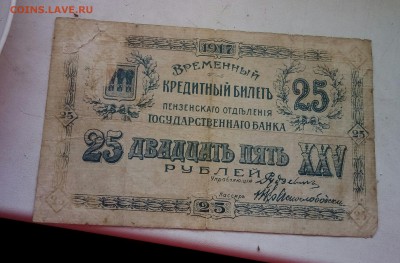 COINS.LAVE.RU
1917
ВРЕМЕННЫЙ
КРЕДИТНЫЙ БИЛЕТЪ
25
ПЕНЗЕНСКАГО ОТДѢЛЕНІЯ
ГОСУДАРСТВЕННАГО БАНКА
25 25
25 ДВАДЦАТЬ ПЯТЬ XXV
РУБЛЕЙ
Управляющій
Кассиръ
25